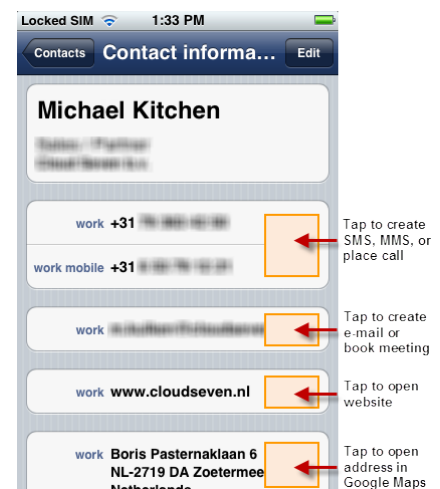 Locked SIM 1:33 PM
Contacts Contact informa... Edit
Michael Kitchen
work +31
Tap to create
SMS, MMS, or
place call
work mobile +31
work
Tap to create
e-mail or
book meeting
work www.cloudseven.nl
Tap to open
website
work Boris Pasternaklaan 6
NL-2719 DA Zoetermee
Netherlands
Tap to open
address in
Google Maps